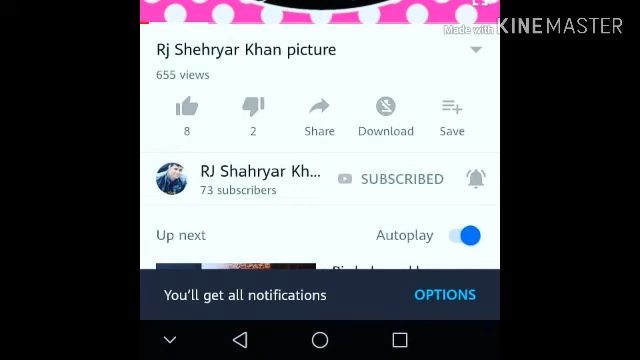 Made with KINEMASTER
Rj Shehryar Khan picture
655 views
8 2 Share Download Save
RJ Shahryar Kh... SUBSCRIBED
73 subscribers
Up next Autoplay
You'll get all notifications OPTIONS